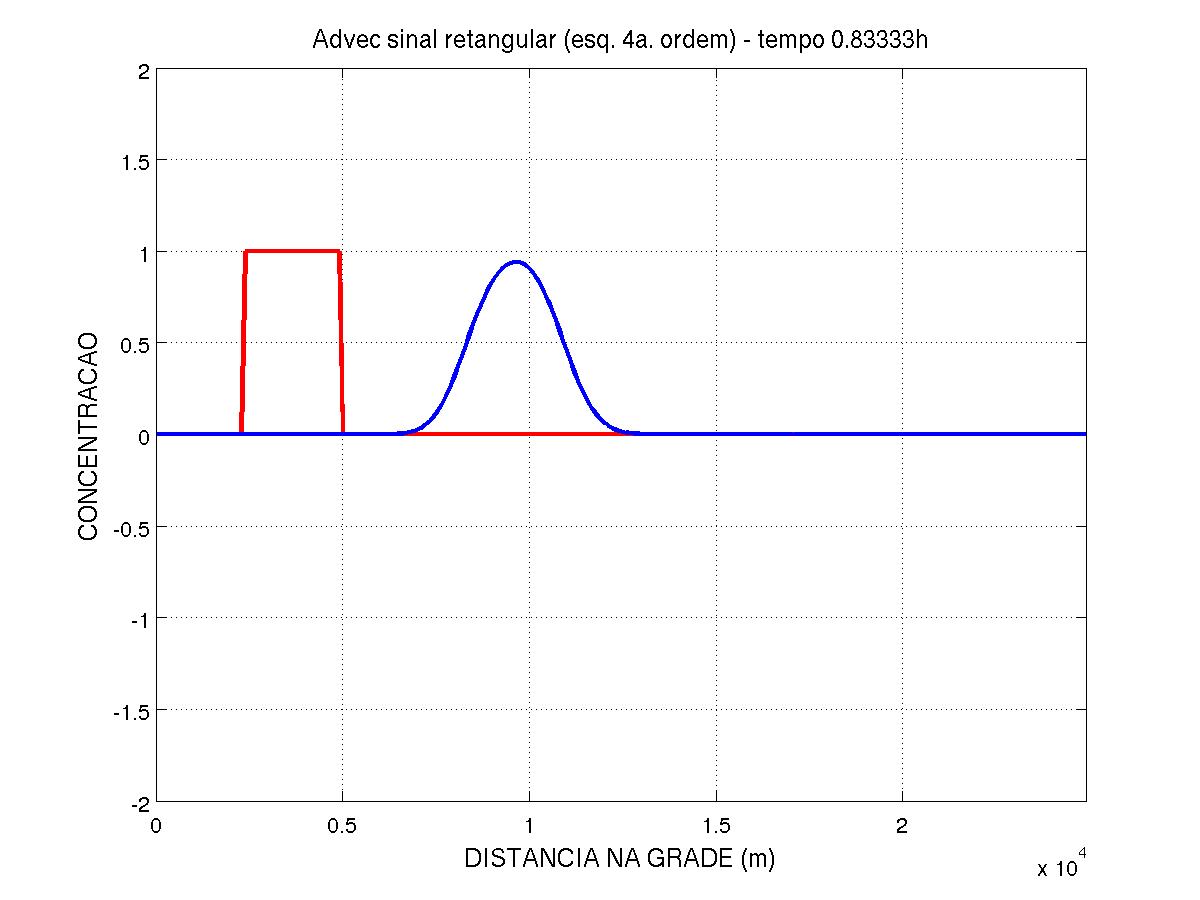 Advec sinal retangular (esq. 4a. ordem) - tempo 0.83333h
2
1.5
1
0.5
0
-0.5
-1
-1.5
-2
CONCENTRACAO
0 0.5 1 1.5 2
x 10^4
DISTANCIA NA GRADE (m)